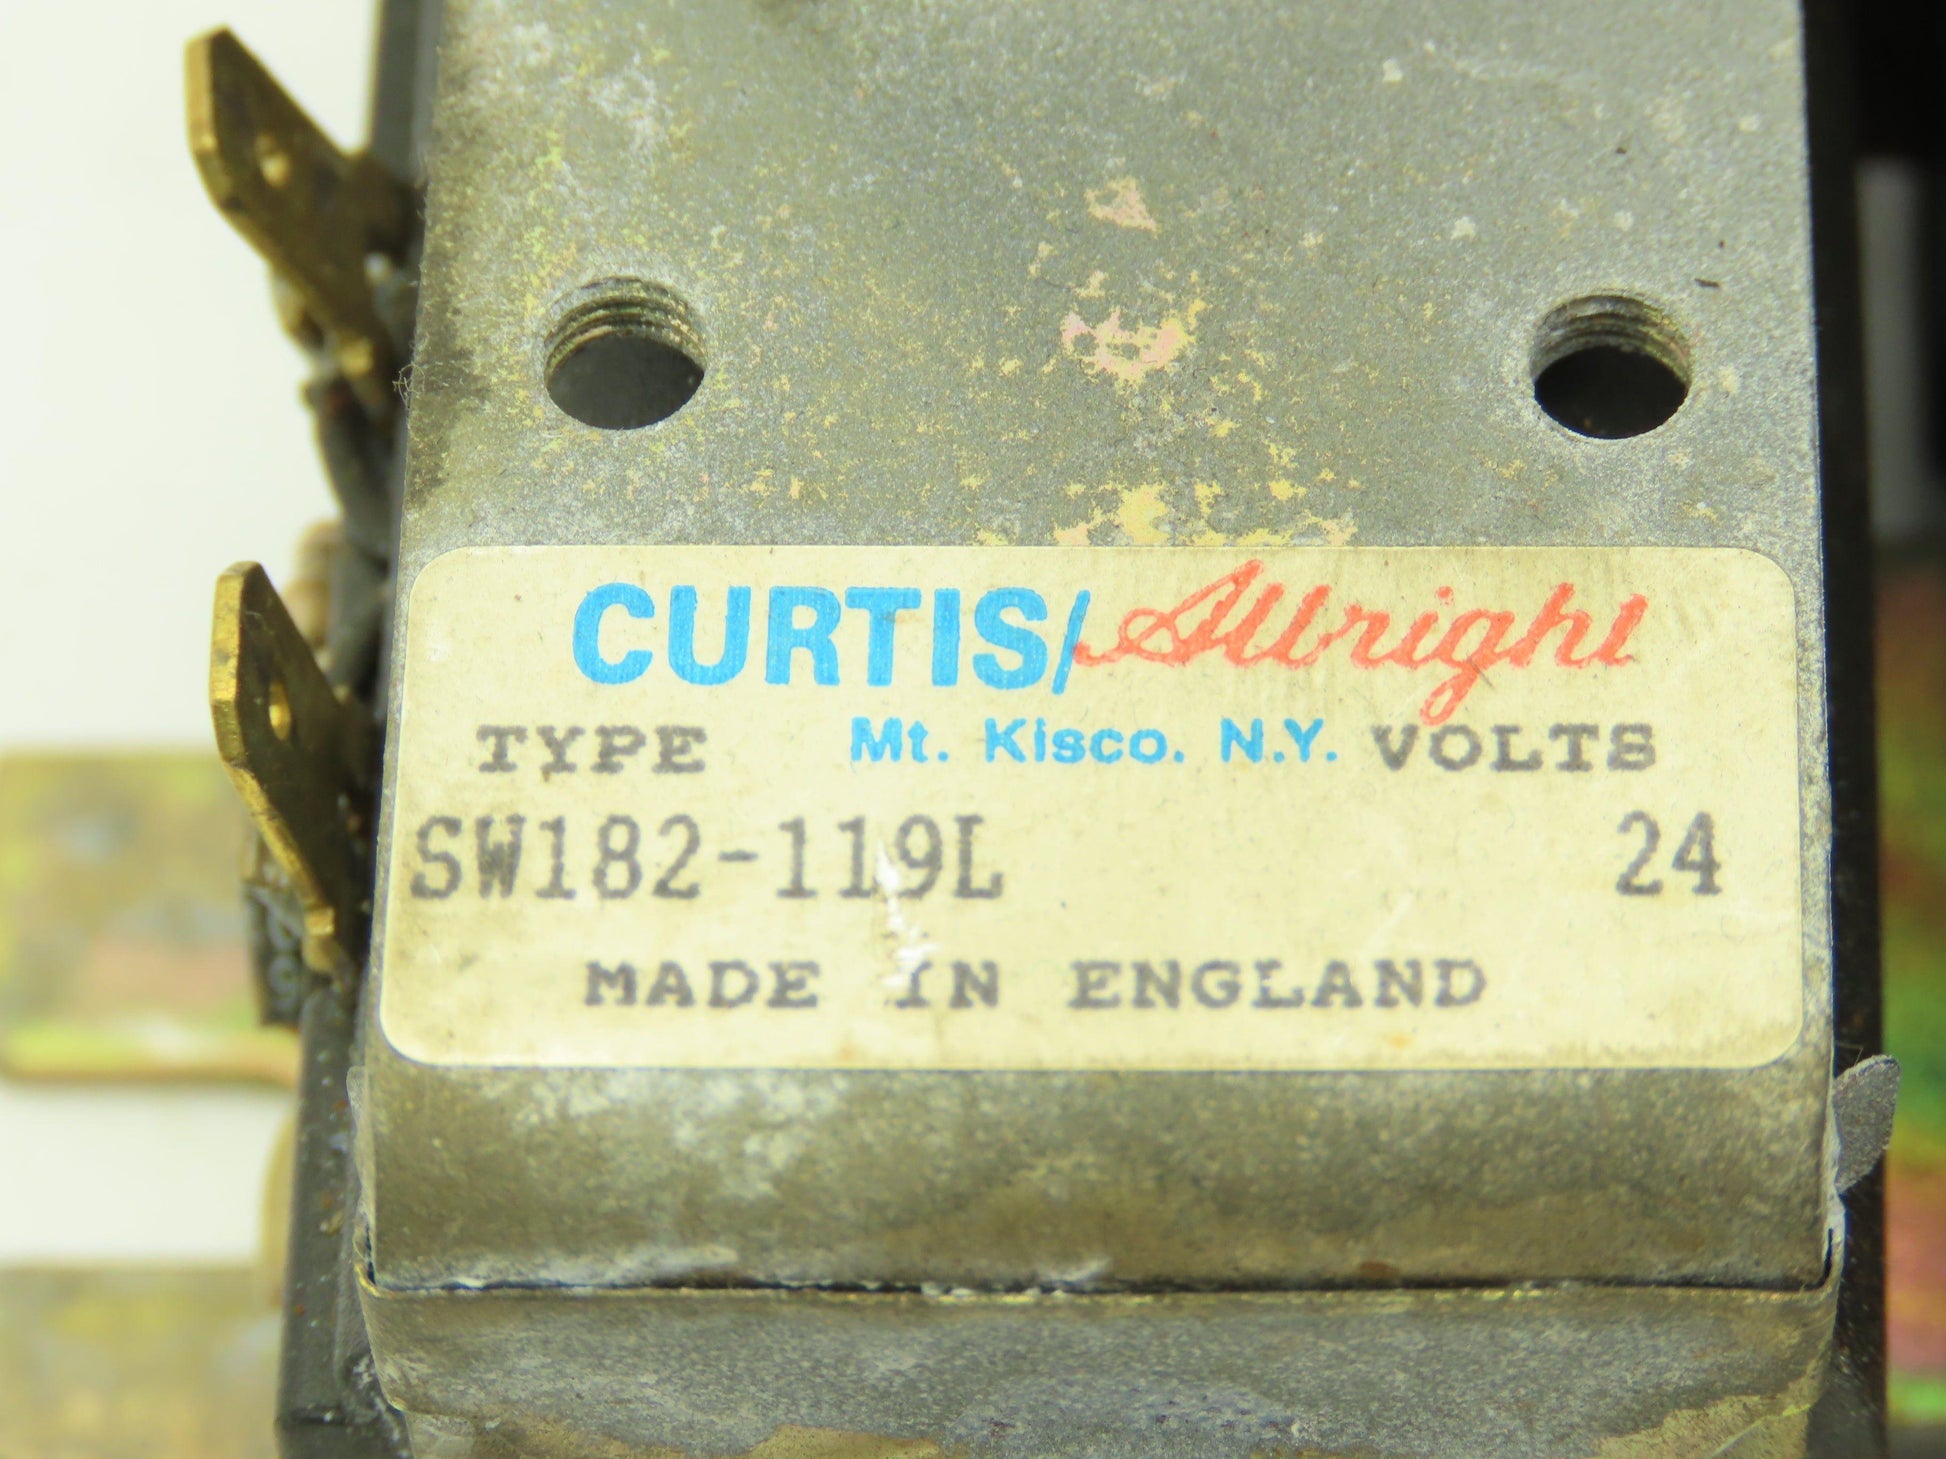 CURTIS/Albright
TYPE Mt. Kisco. N.Y. VOLTS
SW182-119L 24
MADE IN ENGLAND